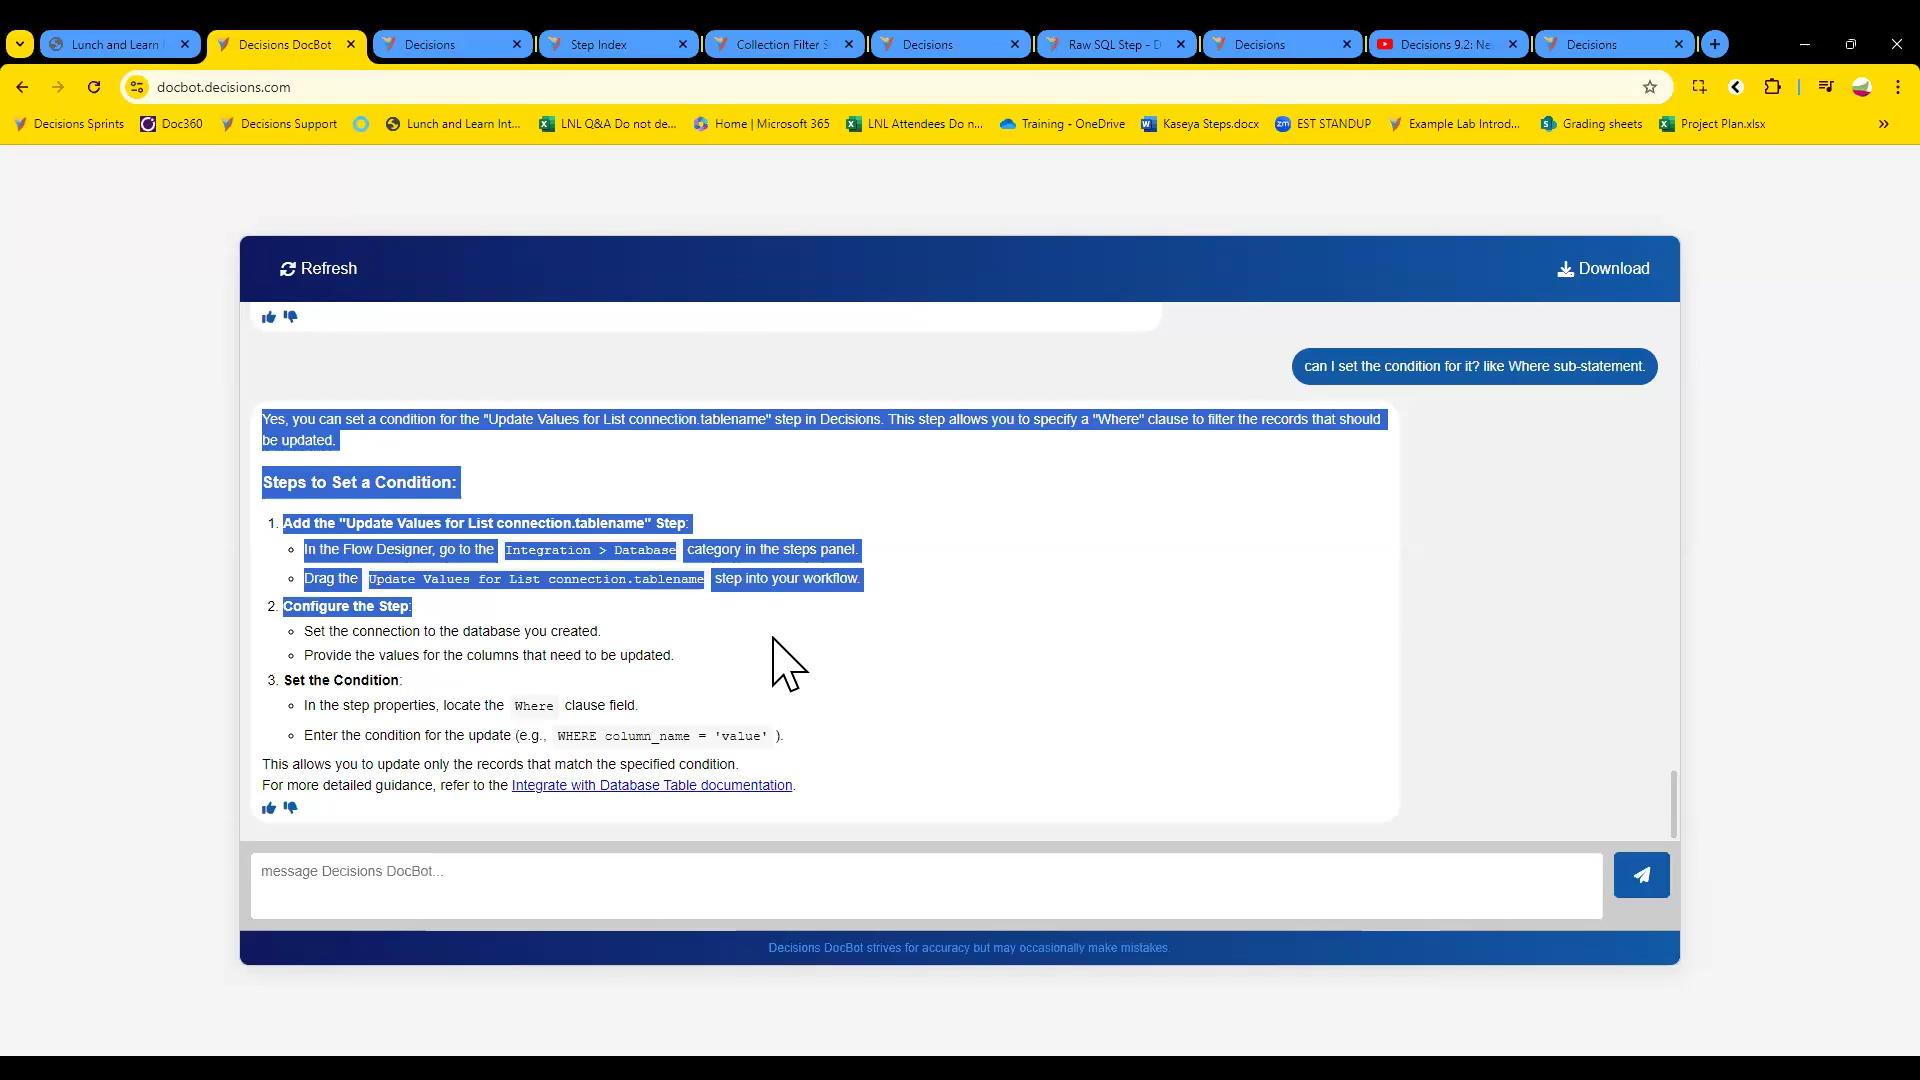 Lunch and Learn
Decisions DocBot
Decisions
Step Index
Collection Filter S
Decisions
Raw SQL Step - D
Decisions
Decisions 9.2: Ne
Decisions
docbot.decisions.com
Decisions Sprints
Doc360
Decisions Support
Lunch and Learn Int...
LNL Q&A Do not de...
Home | Microsoft 365
LNL Attendees Do n...
Training - OneDrive
Kaseya Steps.docx
EST STANDUP
Example Lab Introd...
Grading sheets
Project Plan.xlsx
Refresh
Download
can I set the condition for it? like Where sub-statement.
Yes, you can set a condition for the "Update Values for List connection.tablename" step in Decisions. This step allows you to specify a "Where" clause to filter the records that should
be updated.
Steps to Set a Condition:
1. Add the "Update Values for List connection.tablename" Step:
In the Flow Designer, go to the Integration > Database category in the steps panel.
Drag the Update Values for List connection.tablename step into your workflow.
2. Configure the Step:
Set the connection to the database you created.
Provide the values for the columns that need to be updated.
3. Set the Condition:
In the step properties, locate the Where clause field.
Enter the condition for the update (e.g., WHERE column_name = 'value' ).
This allows you to update only the records that match the specified condition.
For more detailed guidance, refer to the Integrate with Database Table documentation.
message Decisions DocBot...
Decisions DocBot strives for accuracy but may occasionally make mistakes.